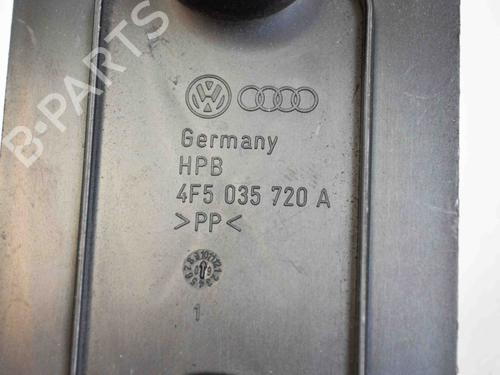 B-PARTS
Germany
HPB
4F5 035 720 A
>PP<
1